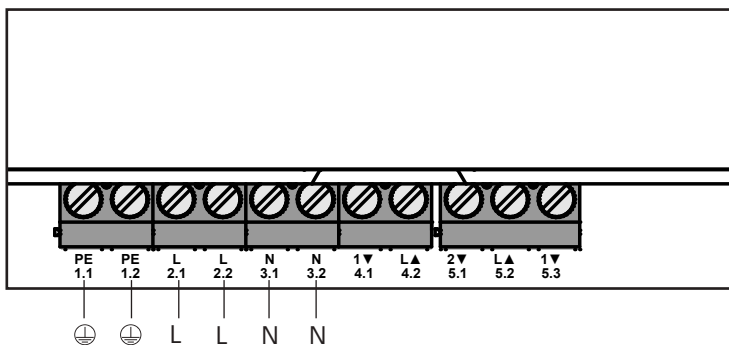 PE PE L L N N 1▼ L▲ 2▼ L▲ 1▼
1.1 1.2 2.1 2.2 3.1 3.2 4.1 4.2 5.1 5.2 5.3
L L N N